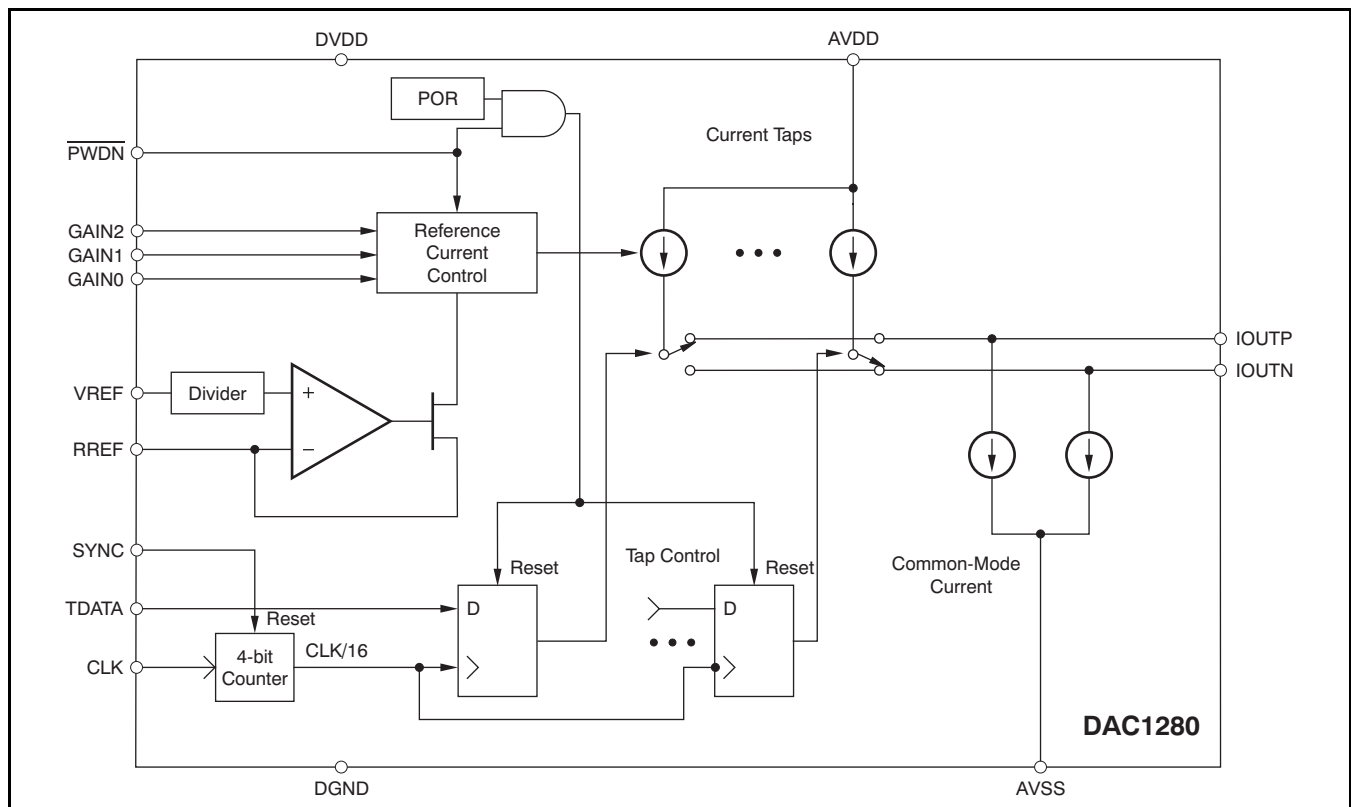 DVDD
AVDD
POR
Current Taps
PWDN
GAIN2
GAIN1
GAIN0
Reference
Current
Control
IOUTP
IOUTN
VREF
Divider
+
RREF
–
SYNC
Reset
Tap Control
Reset
Common-Mode
Current
TDATA
D
D
Reset
CLK
4-bit
Counter
CLK/16
DAC1280
DGND
AVSS